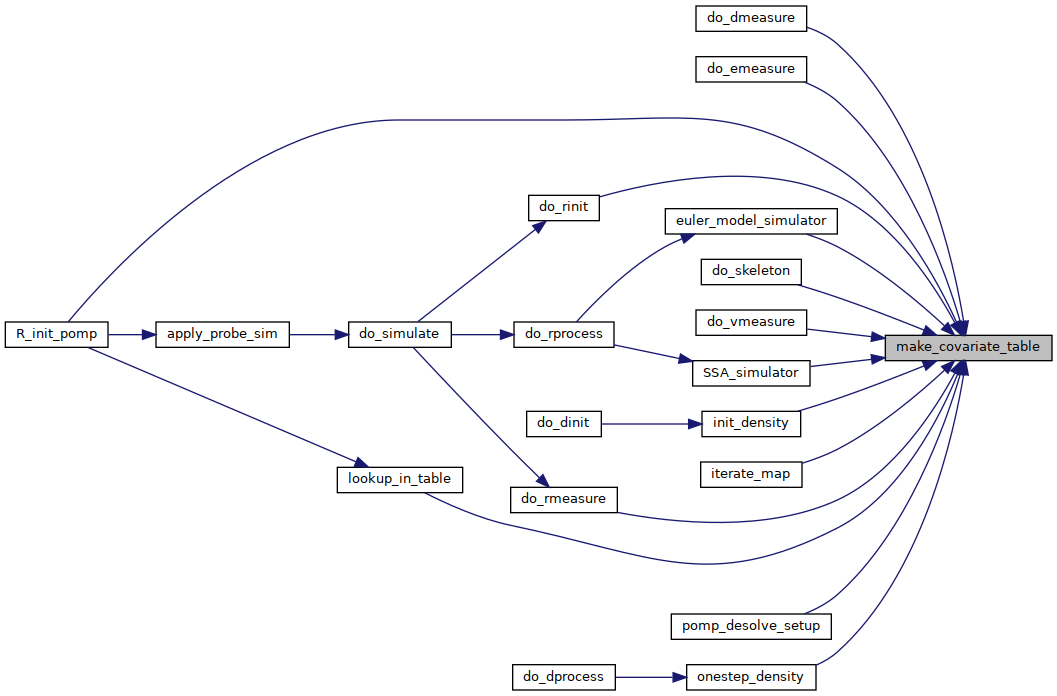 do_dmeasure
do_emeasure
do_rinit
euler_model_simulator
do_skeleton
do_vmeasure
R_init_pomp
apply_probe_sim
do_simulate
do_rprocess
make_covariate_table
SSA_simulator
do_dinit
init_density
iterate_map
lookup_in_table
do_rmeasure
pomp_desolve_setup
do_dprocess
onestep_density